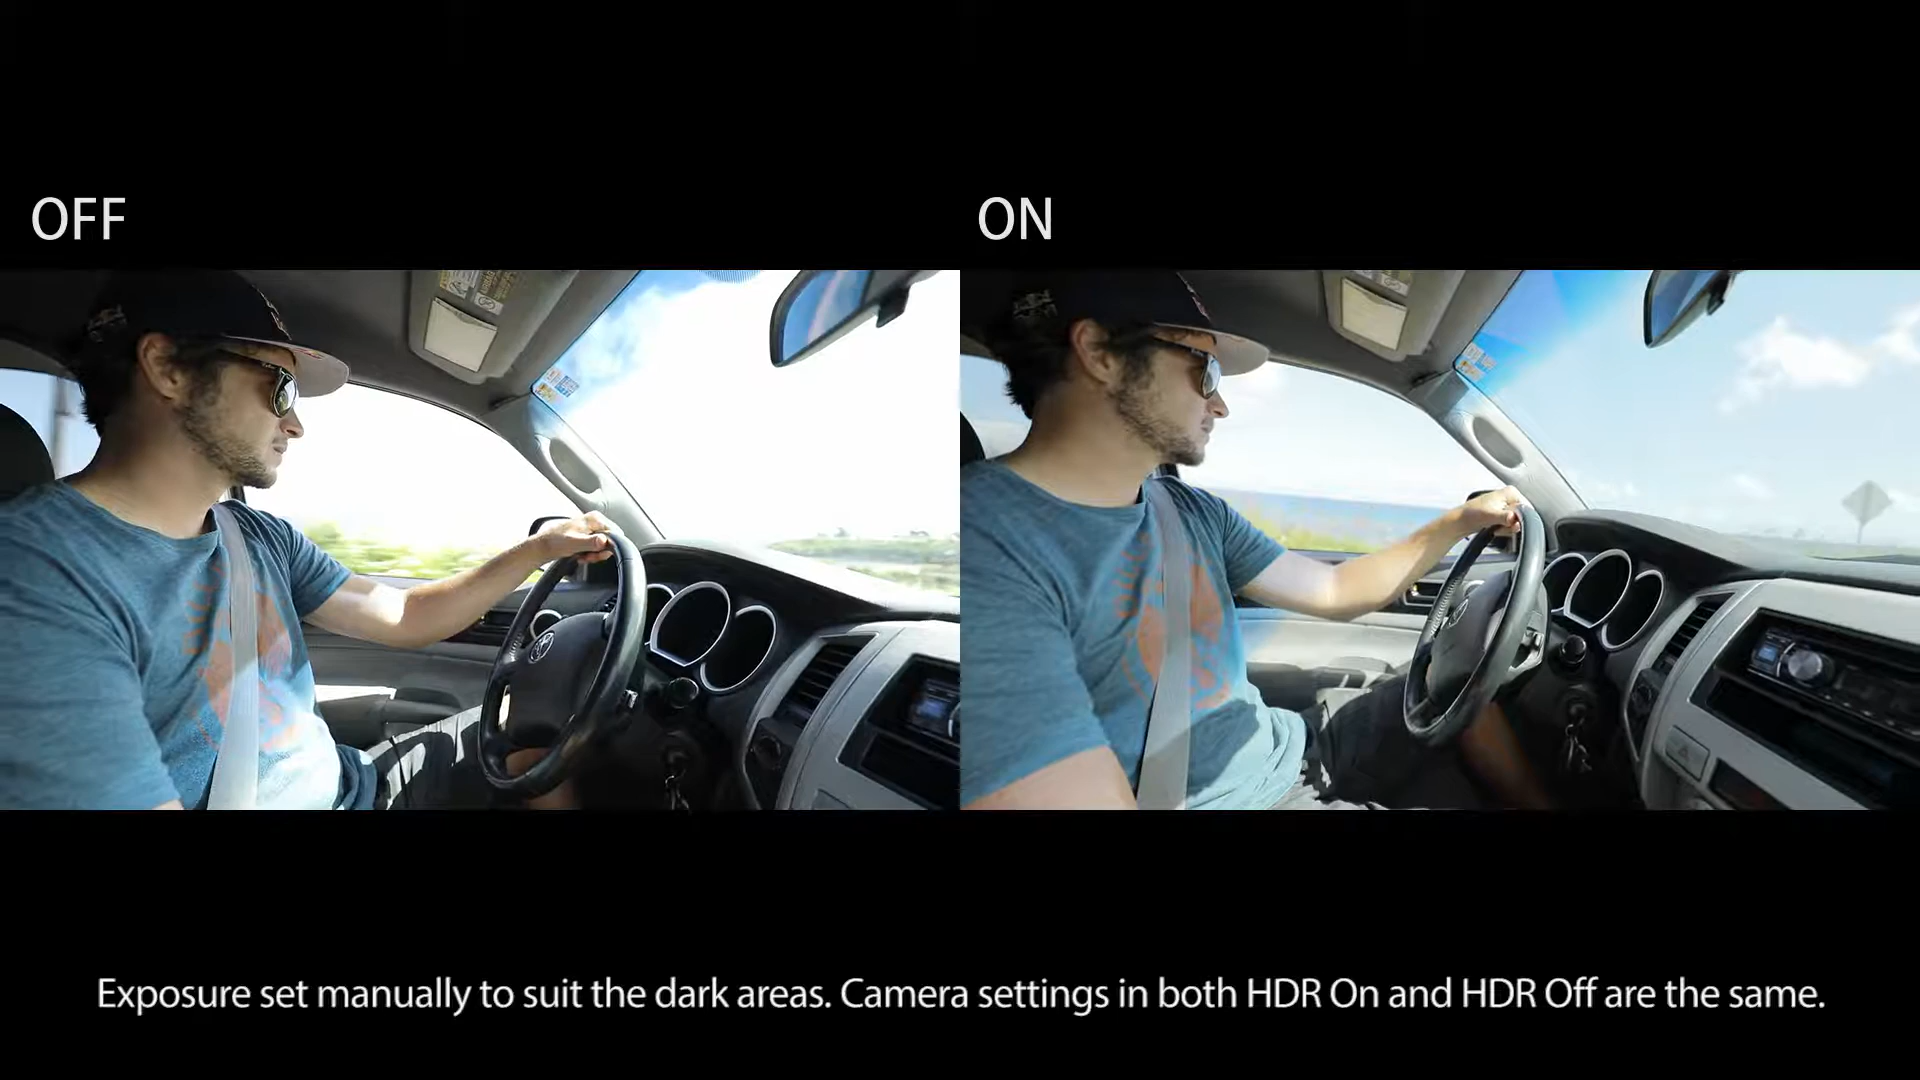 OFF
ON
Exposure set manually to suit the dark areas. Camera settings in both HDR On and HDR Off are the same.